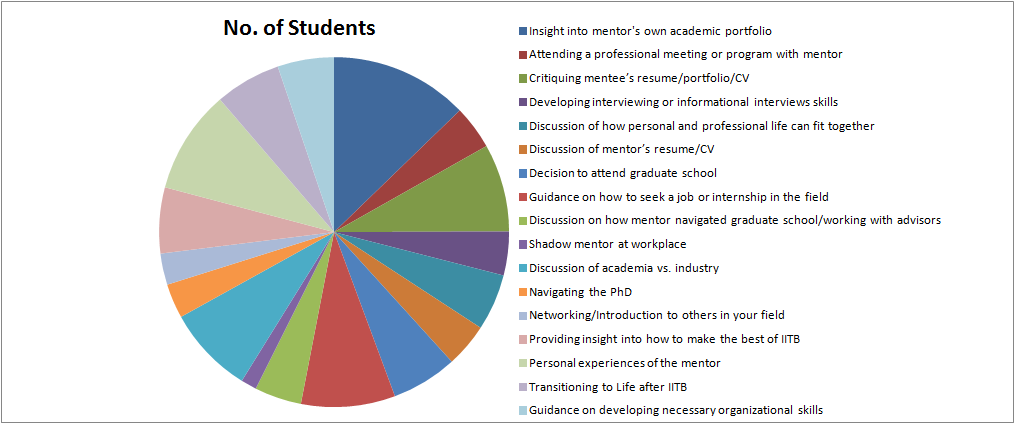 No. of Students
Insight into mentor's own academic portfolio
Attending a professional meeting or program with mentor
Critiquing mentee’s resume/portfolio/CV
Developing interviewing or informational interviews skills
Discussion of how personal and professional life can fit together
Discussion of mentor’s resume/CV
Decision to attend graduate school
Guidance on how to seek a job or internship in the field
Discussion on how mentor navigated graduate school/working with advisors
Shadow mentor at workplace
Discussion of academia vs. industry
Navigating the PhD
Networking/Introduction to others in your field
Providing insight into how to make the best of IITB
Personal experiences of the mentor
Transitioning to Life after IITB
Guidance on developing necessary organizational skills